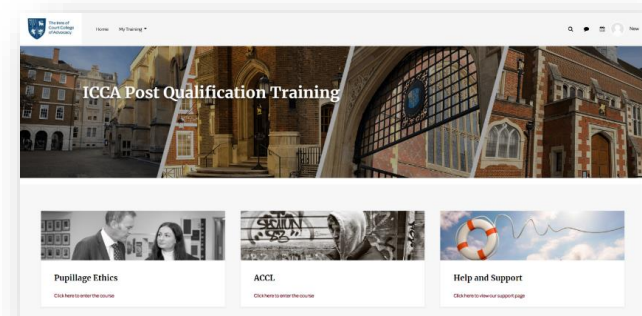 The Inns of
Court College
of Advocacy
Home My Training
New
ICCA Post Qualification Training
SECTION
Pupillage Ethics
ACCL
Help and Support
Click here to enter the course
Click here to enter the course
Click here to view our support page